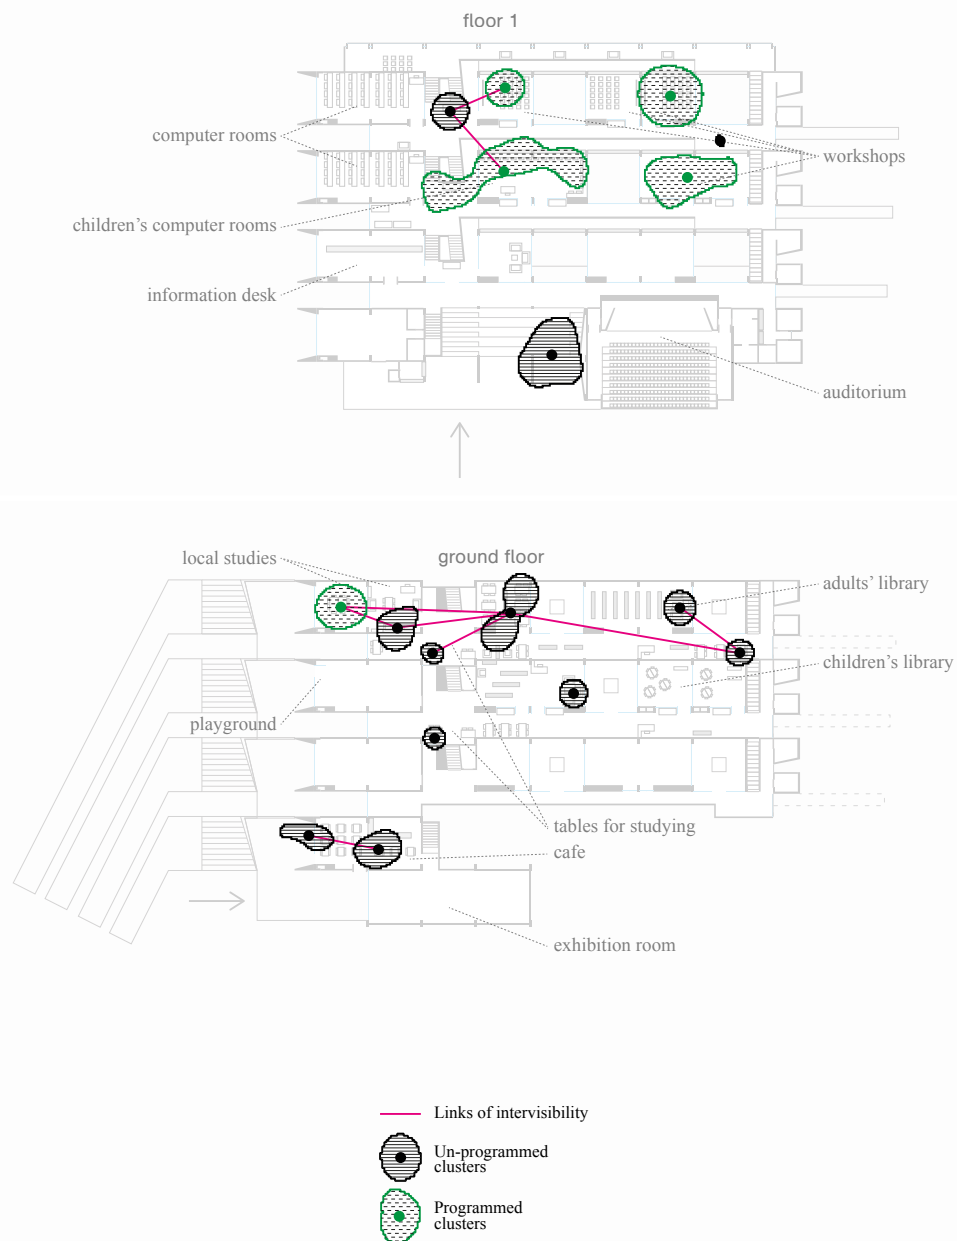 floor 1
computer rooms
workshops
children's computer rooms
information desk
auditorium
local studies
ground floor
adults' library
children's library
playground
tables for studying
cafe
exhibition room
Links of intervisibility
Un-programmed
clusters
Programmed
clusters